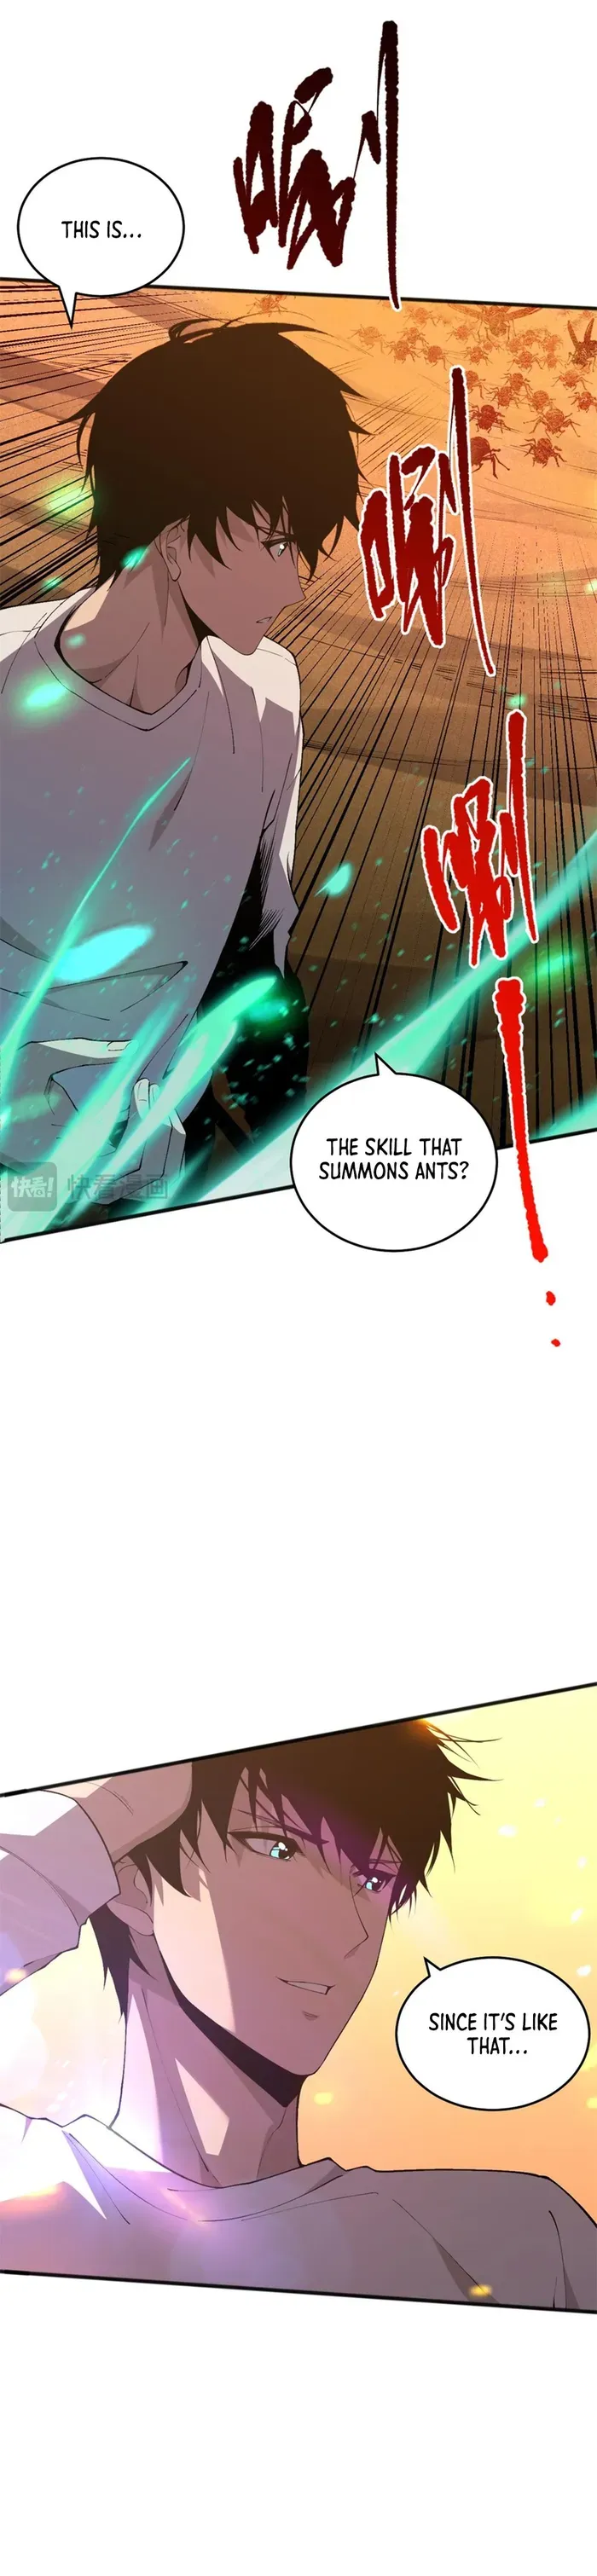 THIS IS...
唰
唰
唰
THE SKILL THAT
SUMMONS ANTS?
快看!
快看漫画
SINCE IT'S LIKE
THAT...